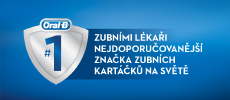 Oral-B
#1
ZUBNÍMI LÉKAŘI
NEJDOPORUČOVANĚJŠÍ
ZNAČKA ZUBNÍCH
KARTÁČKŮ NA SVĚTĚ